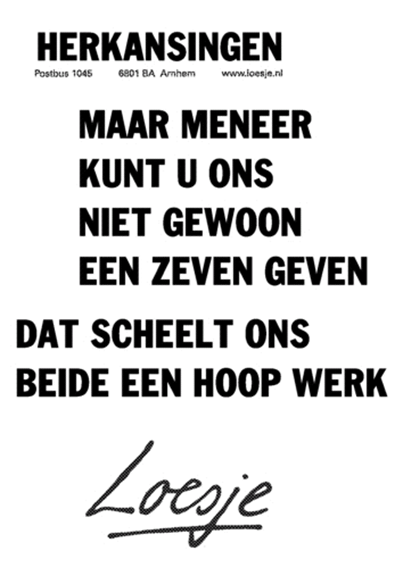 HERKANSINGEN
Postbus 1045 6801 BA Arnhem www.loesje.nl
MAAR MENEER
KUNT U ONS
NIET GEWOON
EEN ZEVEN GEVEN
DAT SCHEELT ONS
BEIDE EEN HOOP WERK
Loesje